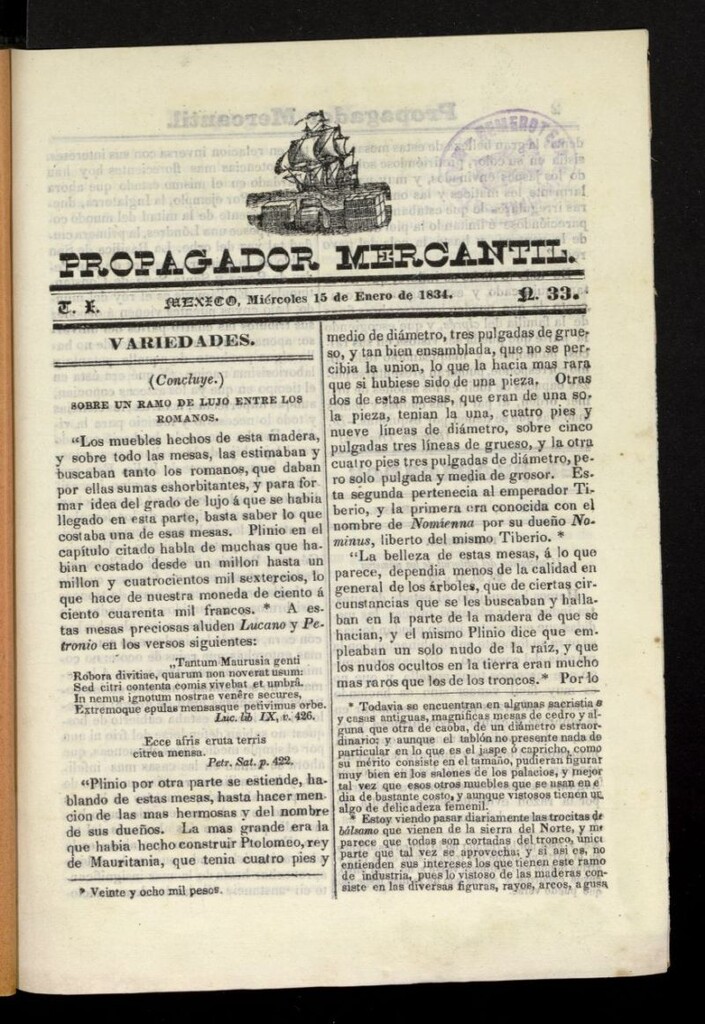 PROPAGADOR MERCANTIL.
T. I.
MEXICO, Miércoles 15 de Enero de 1834.
N. 33.
VARIEDADES.
(Concluye.)
SOBRE UN RAMO DE LUJO ENTRE LOS
ROMANOS.
“Los muebles hechos de esta madera,
y sobre todo las mesas, las estimaban y
buscaban tanto los romanos, que daban
por ellas sumas eshorbitantes, y para for
mar idea del grado de lujo á que se habia
llegado en esta parte, basta saber lo que
costaba una de esas mesas. Plinio en el
capítulo citado habla de muchas que ha-
bian costado desde un millon hasta un
millon y cuatrocientos mil sextercios, lo
que hace de nuestra moneda de ciento á
ciento cuarenta mil francos. * A es-
tas mesas preciosas aluden Lucano y Pe-
tronio en los versos siguientes:
„Tantum Maurusia genti
Robora divitiæ, quarum non noverat usum:
Sed citri contenta comis vivebat et umbrâ.
In nemus ignotum nostrae venêre secures,
Extremoque epulas mensasque petivimus orbe.
Luc. lib IX, v. 426.
Ecce afris eruta terris
citrea mensa.
Petr. Sat. p. 422.
“Plinio por otra parte se estiende, ha-
blando de estas mesas, hasta hacer men-
cion de las mas hermosas y del nombre
de sus dueños. La mas grande era la
que habia hecho construir Ptolomeo, rey
de Mauritania, que tenia cuatro pies y
* Veinte y ocho mil pesos.
medio de diámetro, tres pulgadas de grue-
so, y tan bien ensamblada, que no se per-
cibia la union, lo que la hacia mas rara
que si hubiese sido de una pieza. Otras
dos de estas mesas, que eran de una so-
la pieza, tenian la una, cuatro pies y
nueve líneas de diámetro, sobre cinco
pulgadas tres líneas de grueso, y la otra
cuatro pies tres pulgadas de diámetro, pe-
ro solo pulgada y media de grosor. Es-
ta segunda pertenecia al emperador Ti-
berio, y la primera era conocida con el
nombre de Nomienna por su dueño No-
minus, liberto del mismo Tiberio. *
“La belleza de estas mesas, á lo que
parece, dependia menos de la calidad en
general de los árboles, que de ciertas cir-
cunstancias que se les buscaban y halla-
ban en la parte de la madera de que se
hacian, y el mismo Plinio dice que em-
pleaban un solo nudo de la raiz, y que
los nudos ocultos en la tierra eran mucho
mas raros que los de los troncos.* Por lo
* Todavia se encuentran en algunas sacristias
y casas antiguas, magníficas mesas de cedro y al-
guna que otra de caoba, de un diámetro estraor-
dinario: y aunque el tablón no presente nada de
particular en lo que es el jaspe ó capricho, como
su mérito consiste en el tamaño, pudieran figurar
muy bien en los salones de los palacios, y mejor
tal vez que esos otros muebles que se usan en el
dia de bastante costo, y aunque vistosos tienen un
algo de delicadeza femenil.
* Estoy viendo pasar diariamente las trocitas de
bálsamo que vienen de la sierra del Norte, y me
parece que todas son cortadas del tronco, unica
parte que tal vez se aprovecha; y si asi es, no
entienden sus intereses los que tienen este ramo
de industria, pues lo vistoso de las maderas con-
siste en las diversas figuras, rayos, arcos, aguas